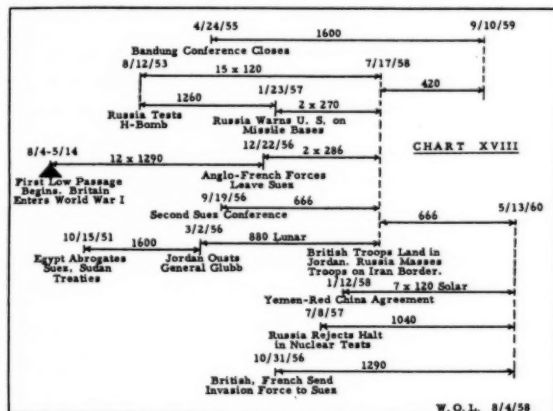 4/24/55 9/10/59
1600
Bandung Conference Closes
8/12/53 15 x 120 7/17/58
1/23/57 420
1260 2 x 270
Russia Tests Russia Warns U. S. on
H-Bomb Missile Bases
12/22/56 CHART XVIII
8/4-5/14 12 x 1290 2 x 286
First Low Passage Anglo-French Forces
Begins. Britain Leave Suez
Enters World War I
9/19/56 666
Second Suez Conference 5/13/60
666
10/15/51 3/2/56
1600 880 Lunar
Egypt Abrogates Jordan Ousts British Troops Land in
Suez, Sudan General Glubb Jordan. Russia Masses
Treaties Troops on Iran Border.
1/12/58 7 x 120 Solar
Yemen-Red China Agreement
7/8/57 1040
Russia Rejects Halt
in Nuclear Tests
10/31/56 1290
British, French Send
Invasion Force to Suez
W. O. L. 8/4/58